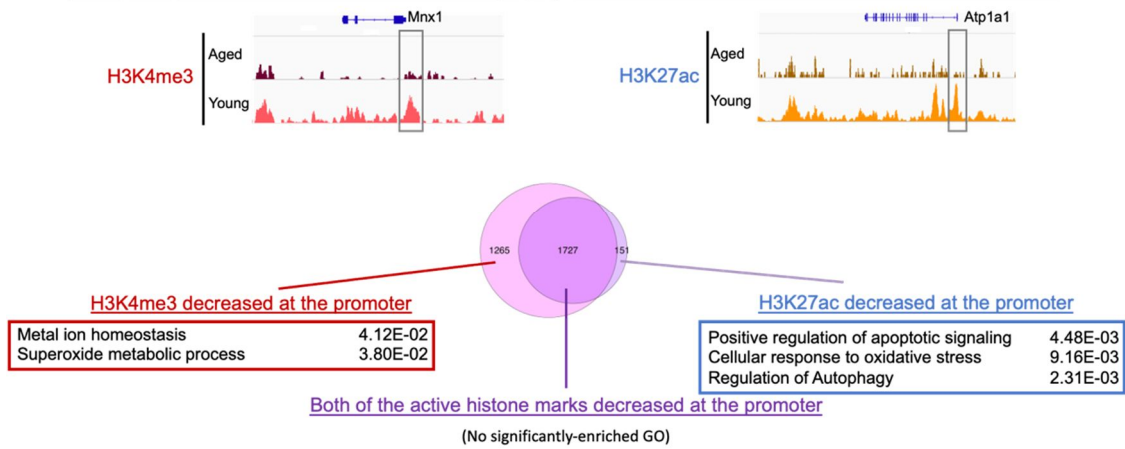 Mnx1
Atp1a1
H3K4me3
Aged
Young
H3K27ac
Aged
Young
1265
1727
151
H3K4me3 decreased at the promoter
Metal ion homeostasis 4.12E-02
Superoxide metabolic process 3.80E-02
H3K27ac decreased at the promoter
Positive regulation of apoptotic signaling 4.48E-03
Cellular response to oxidative stress 9.16E-03
Regulation of Autophagy 2.31E-03
Both of the active histone marks decreased at the promoter
(No significantly-enriched GO)